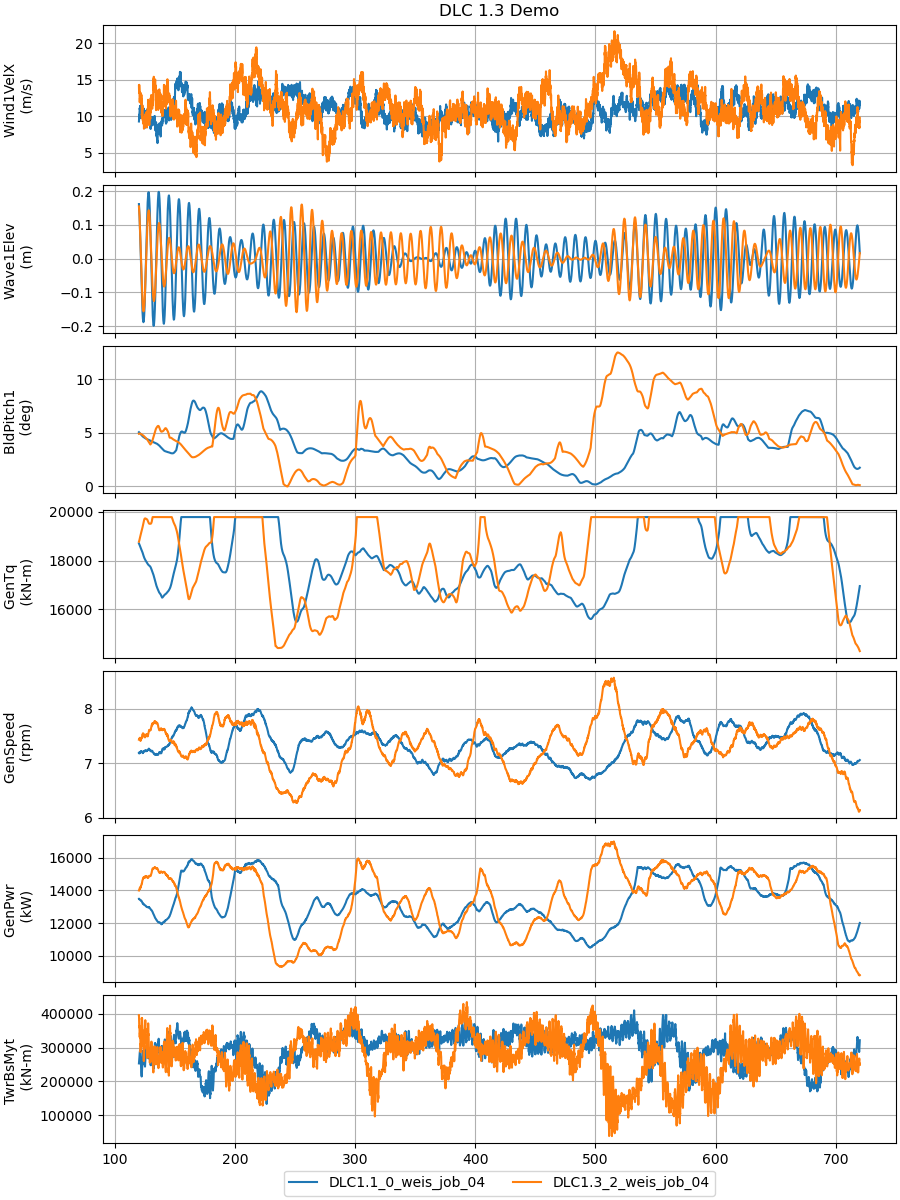 DLC 1.3 Demo
Wind1VelX
(m/s)
20
15
10
5
Wave1Elev
(m)
0.2
0.1
0.0
−0.1
−0.2
BldPitch1
(deg)
10
5
0
GenTq
(kN-m)
20000
18000
16000
GenSpeed
(rpm)
8
7
6
GenPwr
(kW)
16000
14000
12000
10000
TwrBsMyt
(kN-m)
400000
300000
200000
100000
100 200 300 400 500 600 700
DLC1.1_0_weis_job_04 DLC1.3_2_weis_job_04